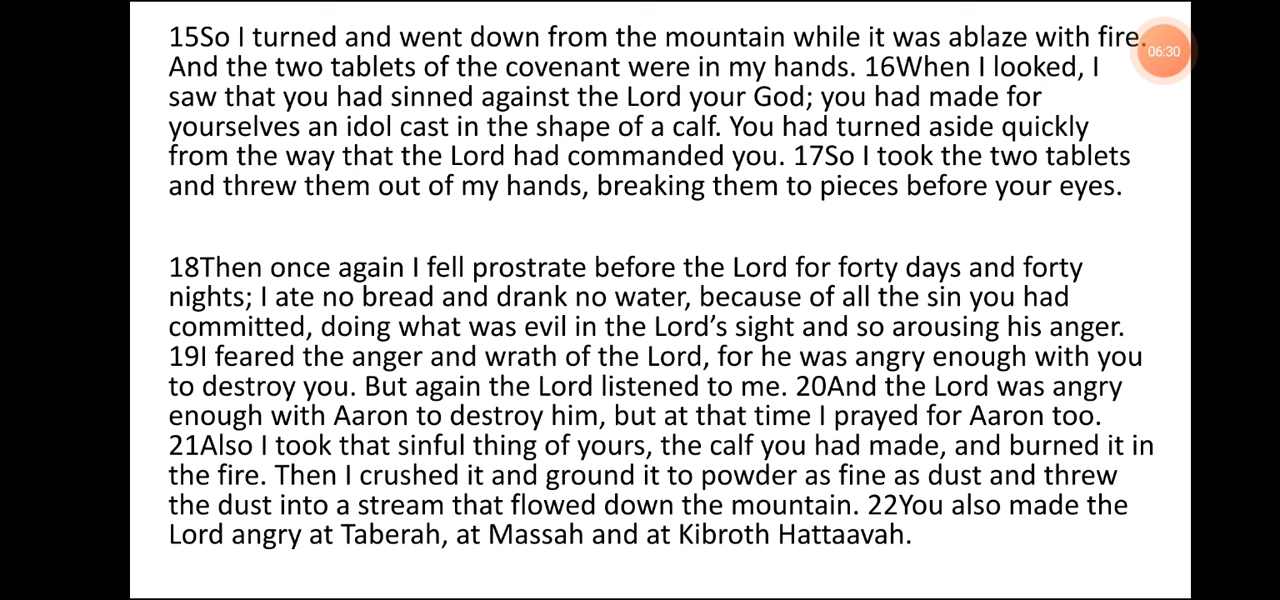 15So I turned and went down from the mountain while it was ablaze with fire.
06:30
And the two tablets of the covenant were in my hands. 16When I looked, I
saw that you had sinned against the Lord your God; you had made for
yourselves an idol cast in the shape of a calf. You had turned aside quickly
from the way that the Lord had commanded you. 17So I took the two tablets
and threw them out of my hands, breaking them to pieces before your eyes.
18Then once again I fell prostrate before the Lord for forty days and forty
nights; I ate no bread and drank no water, because of all the sin you had
committed, doing what was evil in the Lord’s sight and so arousing his anger.
19I feared the anger and wrath of the Lord, for he was angry enough with you
to destroy you. But again the Lord listened to me. 20And the Lord was angry
enough with Aaron to destroy him, but at that time I prayed for Aaron too.
21Also I took that sinful thing of yours, the calf you had made, and burned it in
the fire. Then I crushed it and ground it to powder as fine as dust and threw
the dust into a stream that flowed down the mountain. 22You also made the
Lord angry at Taberah, at Massah and at Kibroth Hattaavah.